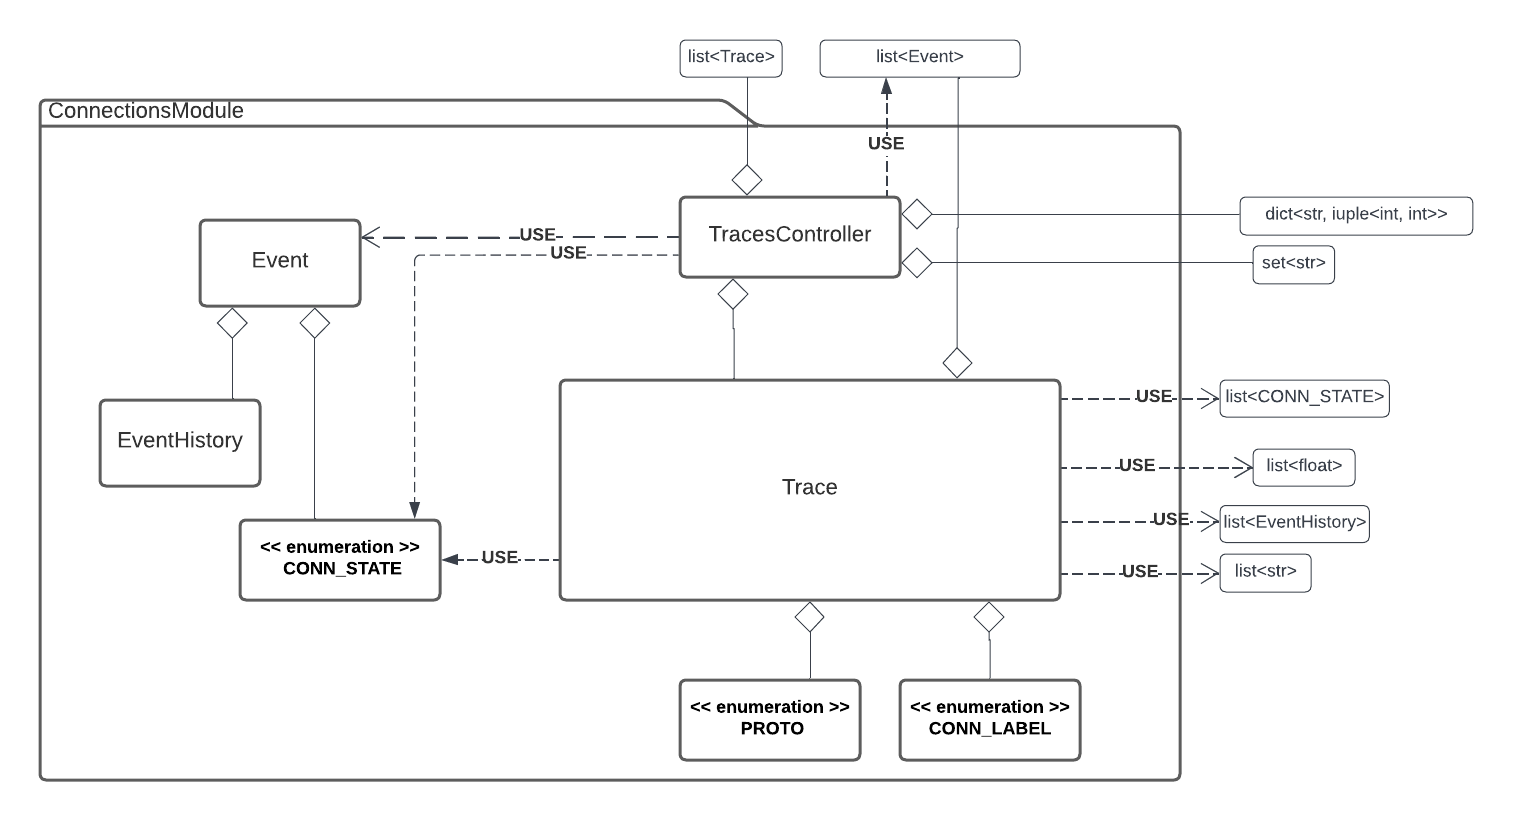 list<Trace>
list<Event>
ConnectionsModule
USE
dict<str, iuple<int, int>>
TracesController
USE
USE
Event
set<str>
list<CONN_STATE>
USE
EventHistory
USE
list<float>
Trace
USE
list<EventHistory>
<< enumeration >>
CONN_STATE
USE
USE
list<str>
<< enumeration >>
PROTO
<< enumeration >>
CONN_LABEL